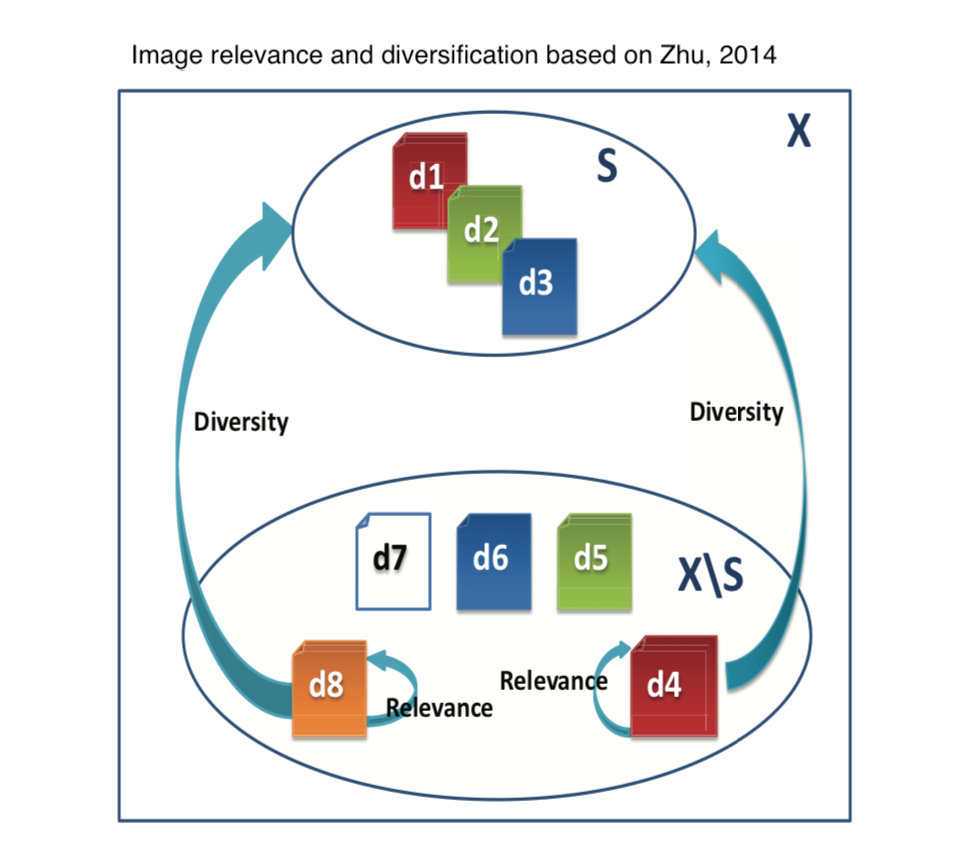 Image relevance and diversification based on Zhu, 2014
X
S
d1
d2
d3
Diversity
Diversity
d7
d6
d5
X\S
d8
Relevance
Relevance
d4